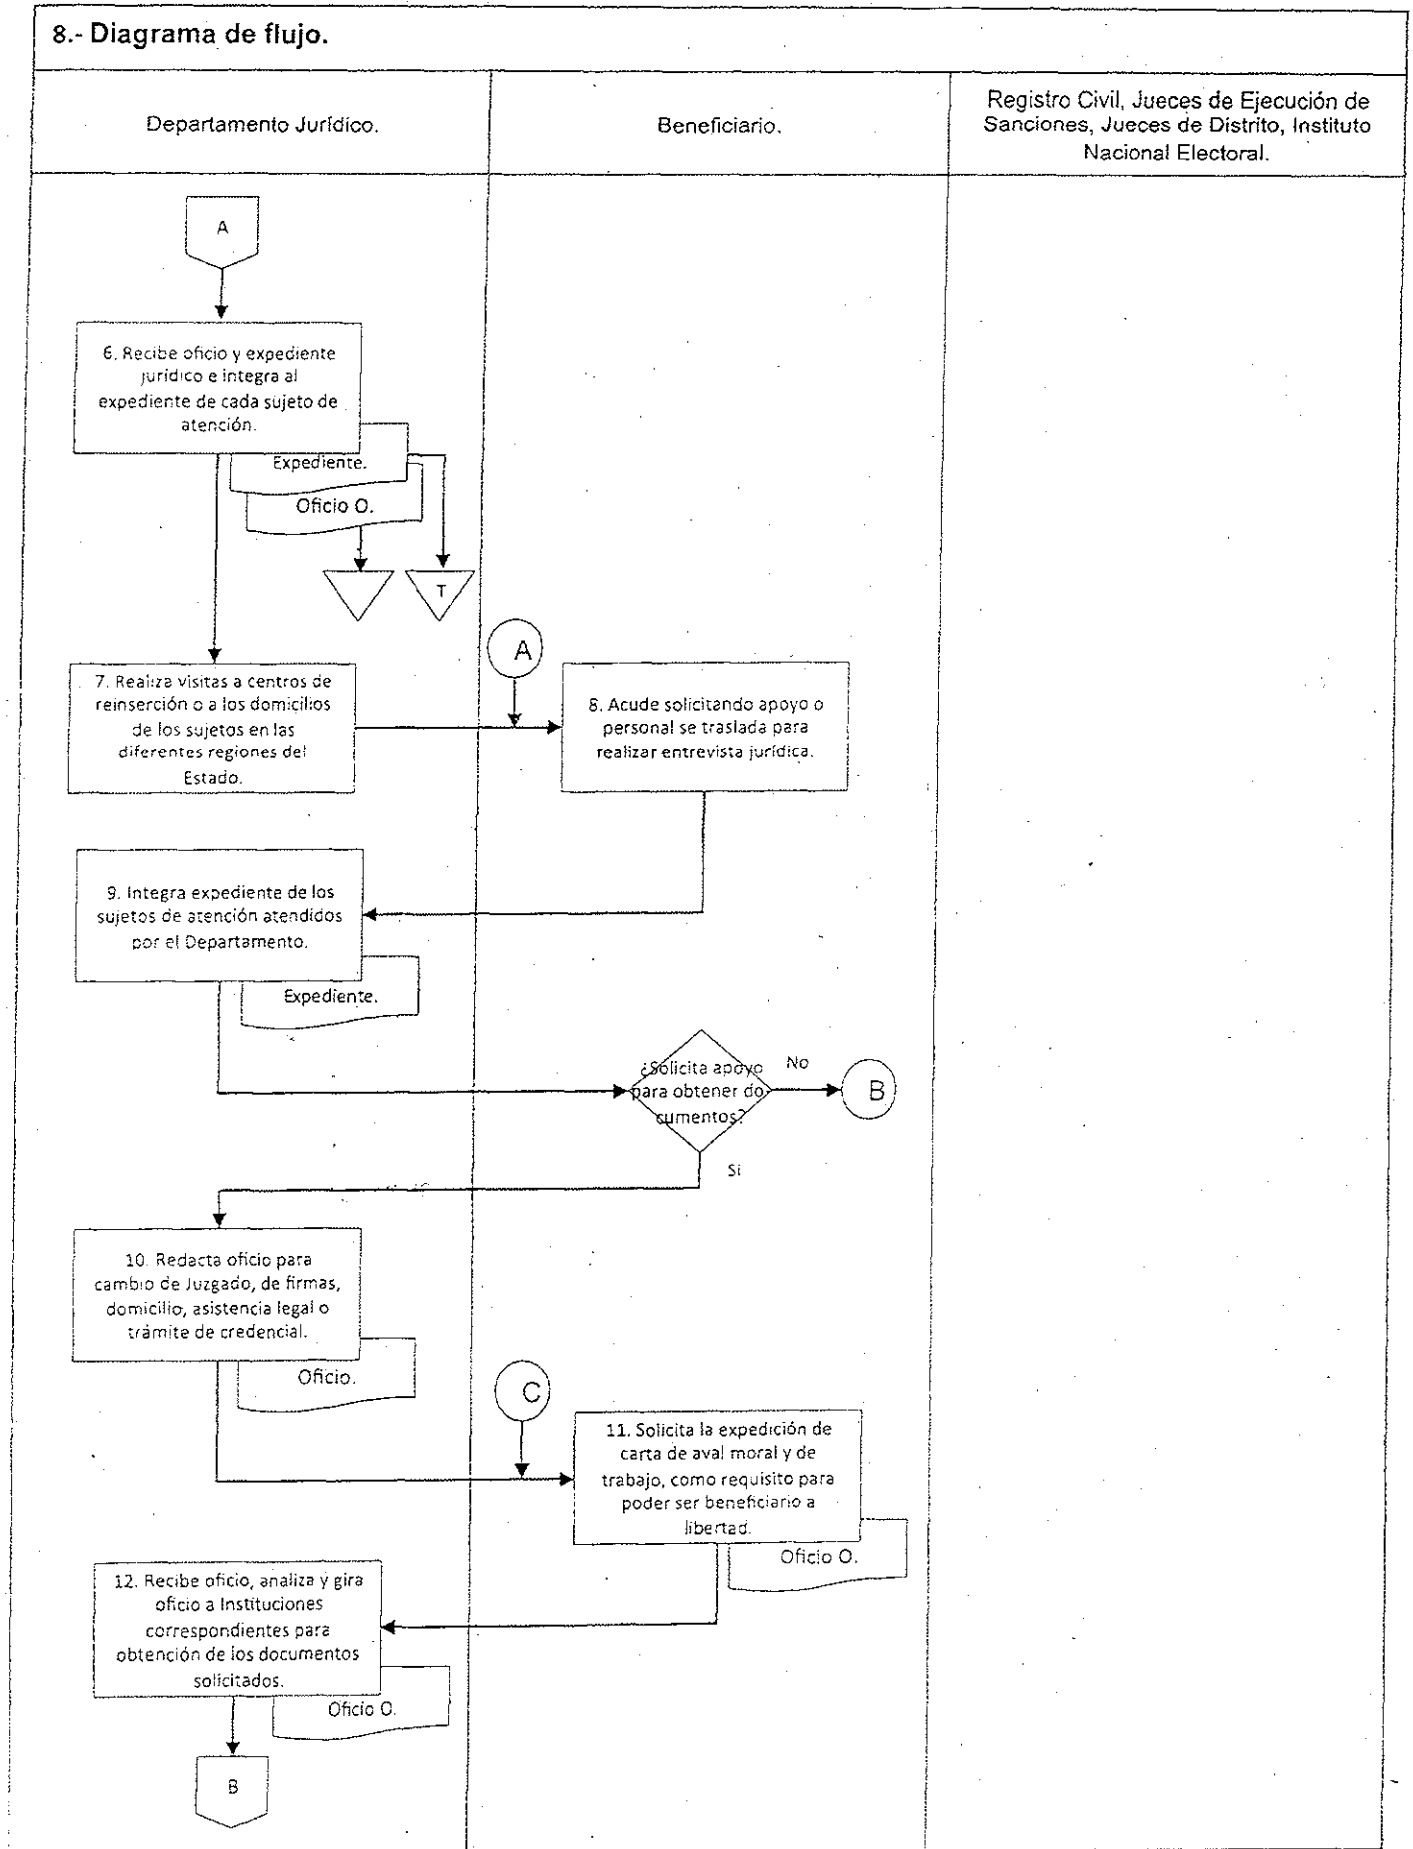 8.- Diagrama de flujo.
Departamento Jurídico.
Beneficiario.
Registro Civil, Jueces de Ejecución de
Sanciones, Jueces de Distrito, Instituto
Nacional Electoral.
A
6. Recibe oficio y expediente
jurídico e integra al
expediente de cada sujeto de
atención.
Expediente.
Oficio O.
T
A
7. Realiza visitas a centros de
reinserción o a los domicilios
de los sujetos en las
diferentes regiones del
Estado.
8. Acude solicitando apoyo o
personal se traslada para
realizar entrevista jurídica.
9. Integra expediente de los
sujetos de atención atendidos
por el Departamento.
Expediente.
¿Solicita apoyo
para obtener do-
cumentos?
No
B
Si
10. Redacta oficio para
cambio de Juzgado, de firmas,
domicilio, asistencia legal o
trámite de credencial.
Oficio.
C
11. Solicita la expedición de
carta de aval moral y de
trabajo, como requisito para
poder ser beneficiario a
libertad.
Oficio O.
12. Recibe oficio, analiza y gira
oficio a Instituciones
correspondientes para
obtención de los documentos
solicitados.
Oficio O.
B